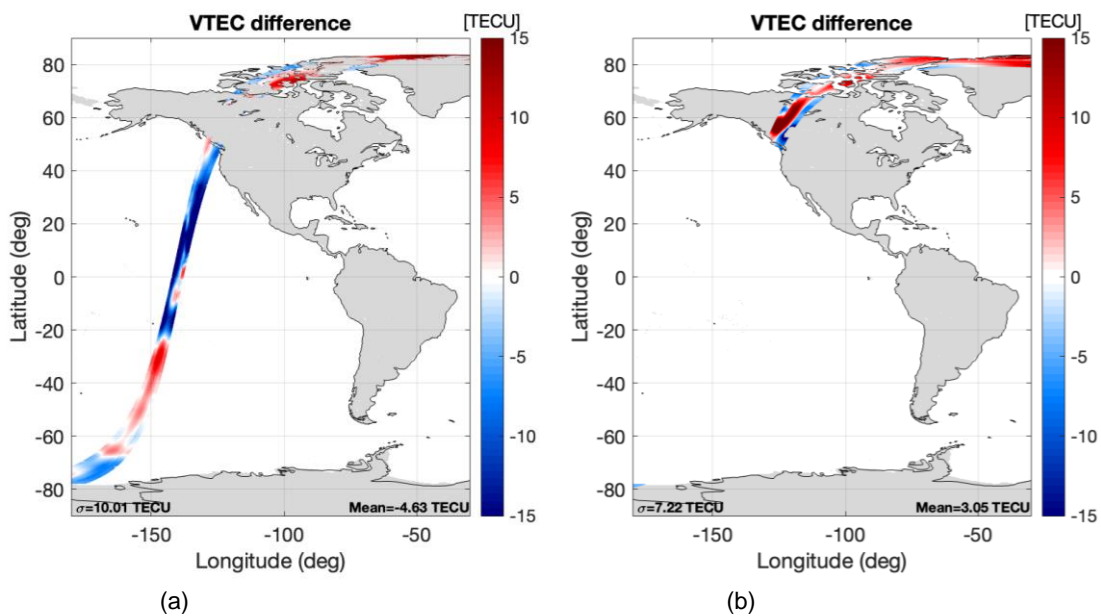 VTEC difference
[TECU]
80
60
40
20
0
-20
-40
-60
-80
Latitude (deg)
-150
-100
-50
Longitude (deg)
σ=10.01 TECU
Mean=-4.63 TECU
15
10
5
0
-5
-10
-15
(a)
VTEC difference
[TECU]
80
60
40
20
0
-20
-40
-60
-80
Latitude (deg)
-150
-100
-50
Longitude (deg)
σ=7.22 TECU
Mean=3.05 TECU
15
10
5
0
-5
-10
-15
(b)